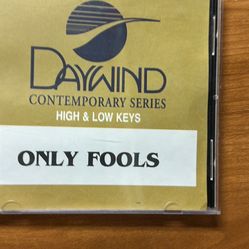 DAYWIND
CONTEMPORARY SERIES
HIGH & LOW KEYS
ONLY FOOLS